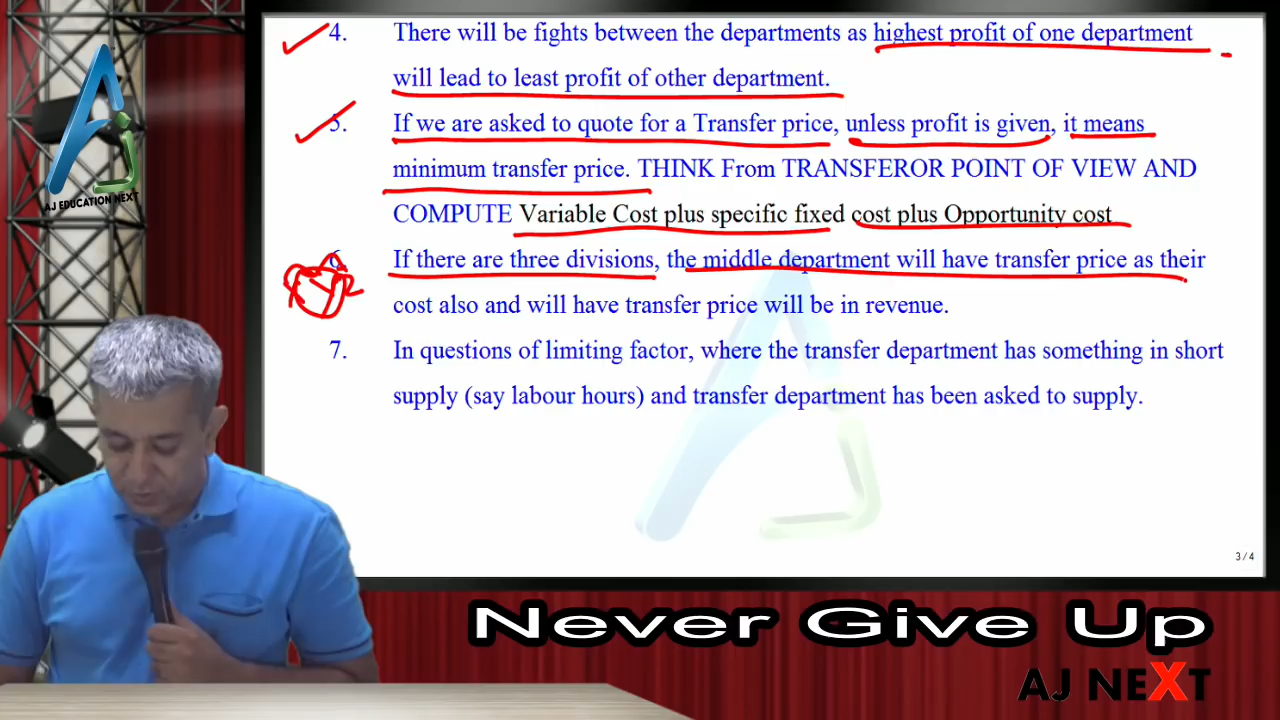 4. There will be fights between the departments as highest profit of one department
will lead to least profit of other department.
5. If we are asked to quote for a Transfer price, unless profit is given, it means
minimum transfer price. THINK From TRANSFEROR POINT OF VIEW AND
COMPUTE Variable Cost plus specific fixed cost plus Opportunity cost
6. If there are three divisions, the middle department will have transfer price as their
cost also and will have transfer price will be in revenue.
7. In questions of limiting factor, where the transfer department has something in short
supply (say labour hours) and transfer department has been asked to supply.
3 / 4
AJ EDUCATION NEXT
Never Give Up
AJ NEXT